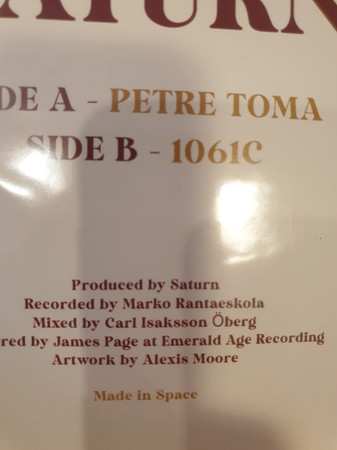 ATURN
DE A - PETRE TOMA
SIDE B - 1061C
Produced by Saturn
Recorded by Marko Rantaeskola
Mixed by Carl Isaksson Öberg
red by James Page at Emerald Age Recording
Artwork by Alexis Moore
Made in Space